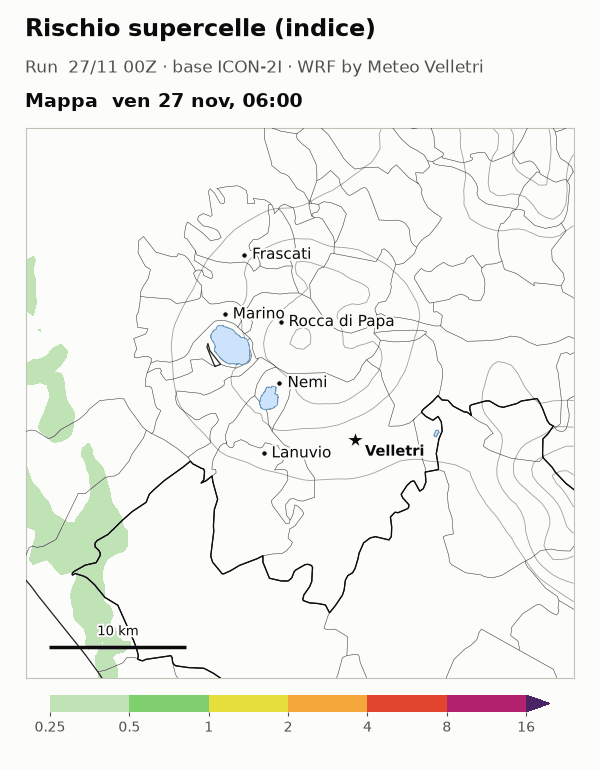 Rischio supercelle (indice)
Run  27/11 00Z · base ICON-2I · WRF by Meteo Velletri
Mappa  ven 27 nov, 06:00
Frascati
Marino
Rocca di Papa
Nemi
Velletri
Lanuvio
10 km
0.25 0.5 1 2 4 8 16